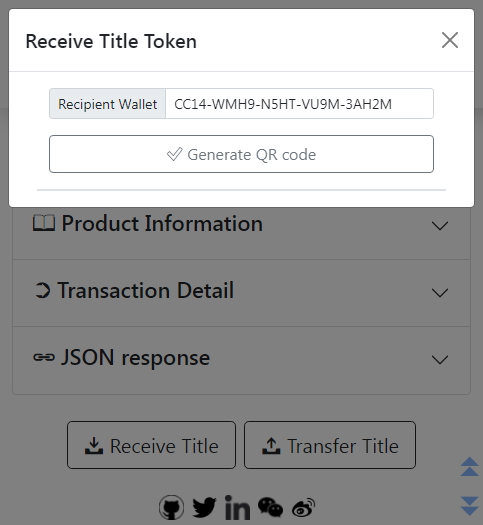 Receive Title Token
Recipient Wallet CC14-WMH9-N5HT-VU9M-3AH2M
Generate QR code
Product Information
Transaction Detail
JSON response
Receive Title Transfer Title